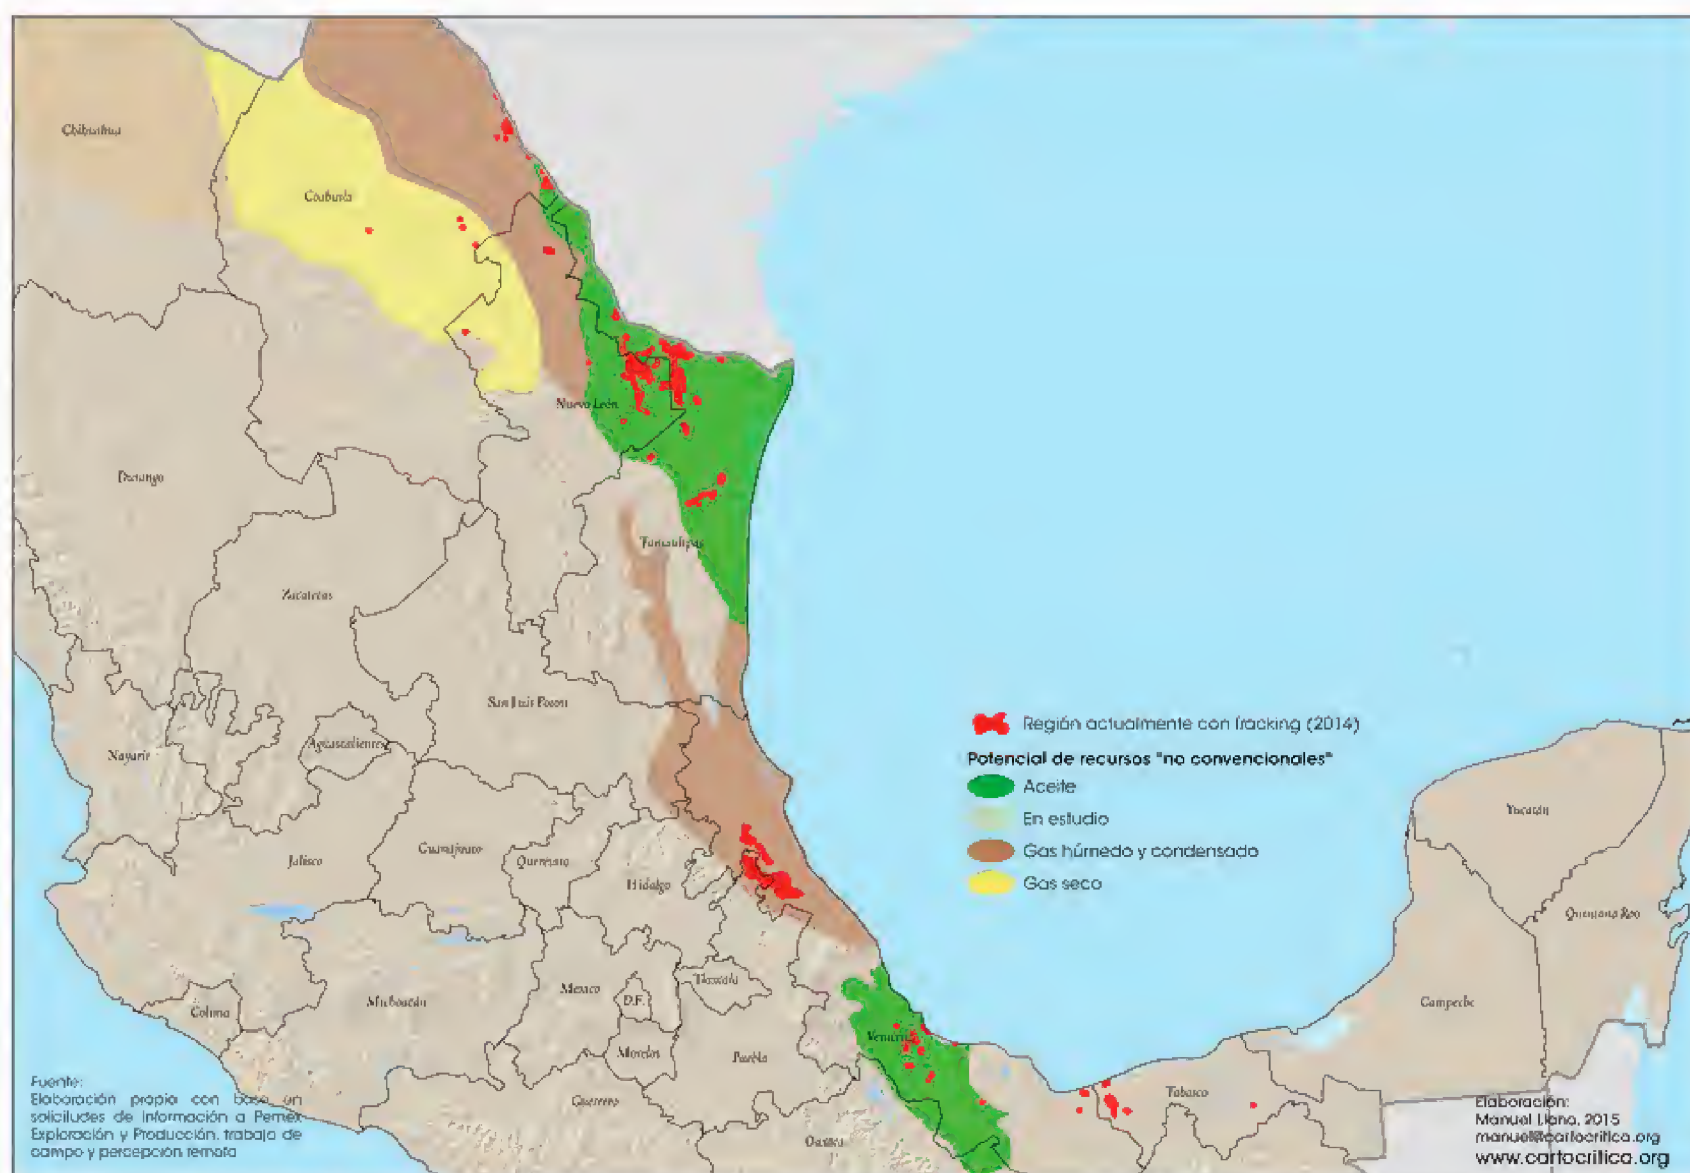 Chihuahua
Coahuila
Nuevo León
Durango
Tamaulipas
Zacatecas
San Luis Potosí
Nayarit
Aguascalientes
Jalisco
Guanajuato
Querétaro
Hidalgo
Colima
Michoacán
Mexico
D.F.
Tlaxcala
Morelos
Puebla
Veracruz
Guerrero
Oaxaca
Tabasco
Campeche
Yucatán
Quintana Roo
Región actualmente con fracking (2014)
Potencial de recursos "no convencionales"
Aceite
En estudio
Gas húmedo y condensado
Gas seco
Fuente:
Elaboración propia con base en
solicitudes de información a Pemex
Exploración y Producción, trabajo de
campo y percepción remota
Elaboración:
Manuel Llano, 2015
manuel@cartocritica.org
www.cartocritica.org